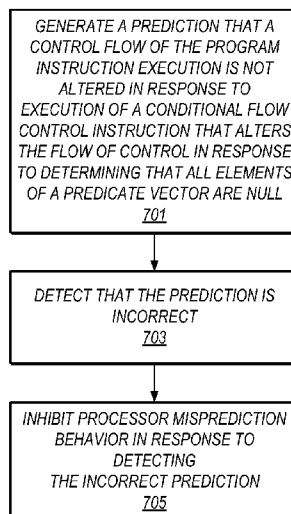 GENERATE A PREDICTION THAT A
CONTROL FLOW OF THE PROGRAM
INSTRUCTION EXECUTION IS NOT
ALTERED IN RESPONSE TO
EXECUTION OF A CONDITIONAL FLOW
CONTROL INSTRUCTION THAT ALTERS
THE FLOW OF CONTROL IN RESPONSE
TO DETERMINING THAT ALL ELEMENTS
OF A PREDICATE VECTOR ARE NULL
701
DETECT THAT THE PREDICTION IS
INCORRECT
703
INHIBIT PROCESSOR MISPREDICTION
BEHAVIOR IN RESPONSE TO
DETECTING
THE INCORRECT PREDICTION
705